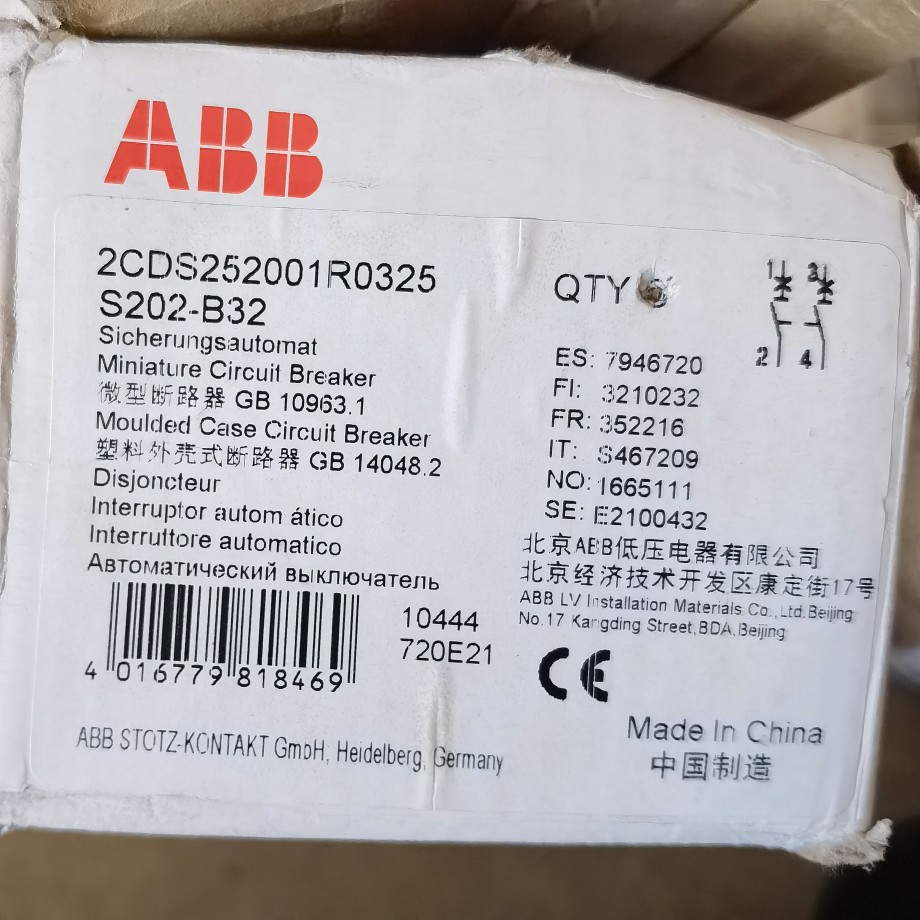 ABB
2CDS252001R0325
S202-B32
Sicherungsautomat
Miniature Circuit Breaker
微型断路器 GB 10963.1
Moulded Case Circuit Breaker
塑料外壳式断路器 GB 14048.2
Disjoncteur
Interruptor autom ático
Interruttore automatico
Автоматический выключатель
10444
720E21
4 016779 818469
ABB STOTZ-KONTAKT GmbH, Heidelberg, Germany
QTY
1 3
2 4
ES: 7946720
FI: 3210232
FR: 352216
IT: S467209
NO: 1665111
SE: E2100432
北京ABB低压电器有限公司
北京经济技术开发区康定街17号
ABB LV Installation Materials Co.,Ltd.Beijing
No.17 Kangding Street,BDA,Beijing
CE
Made In China
中国制造